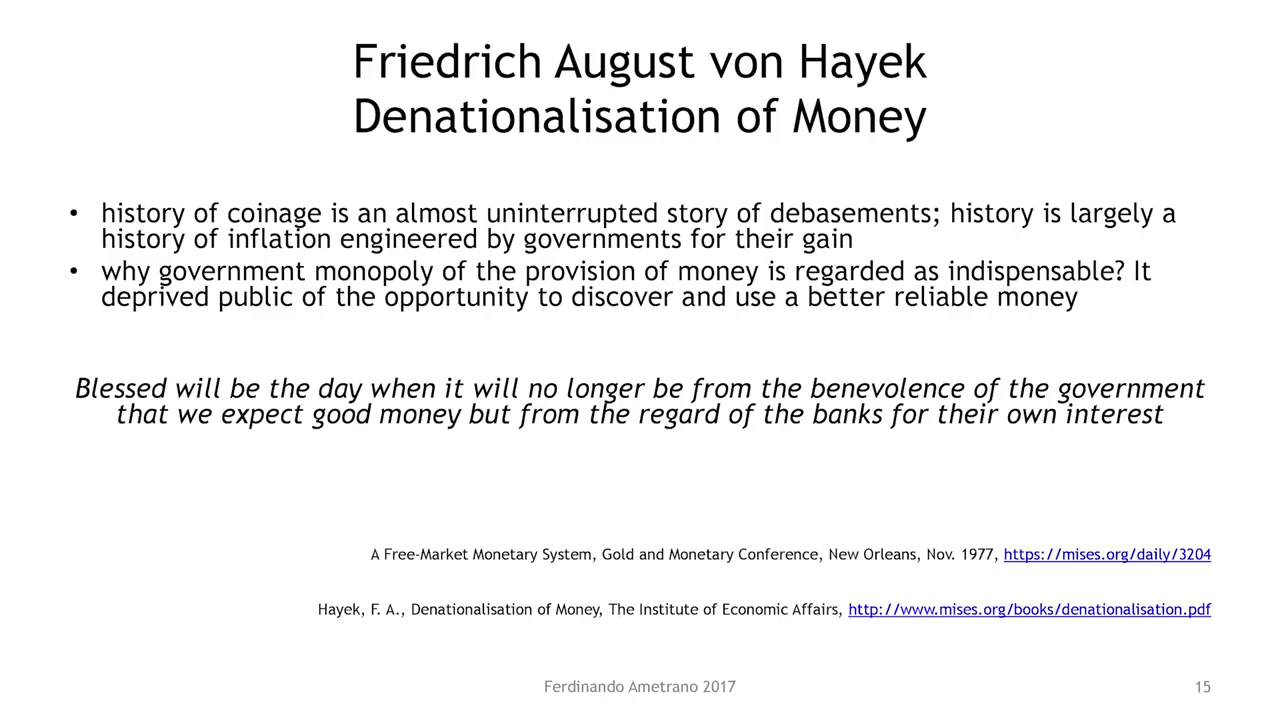 Friedrich August von Hayek
Denationalisation of Money
• history of coinage is an almost uninterrupted story of debasements; history is largely a
history of inflation engineered by governments for their gain
• why government monopoly of the provision of money is regarded as indispensable? It
deprived public of the opportunity to discover and use a better reliable money
Blessed will be the day when it will no longer be from the benevolence of the government
that we expect good money but from the regard of the banks for their own interest
A Free-Market Monetary System, Gold and Monetary Conference, New Orleans, Nov. 1977, https://mises.org/daily/3204
Hayek, F. A., Denationalisation of Money, The Institute of Economic Affairs, http://www.mises.org/books/denationalisation.pdf
Ferdinando Ametrano 2017
15